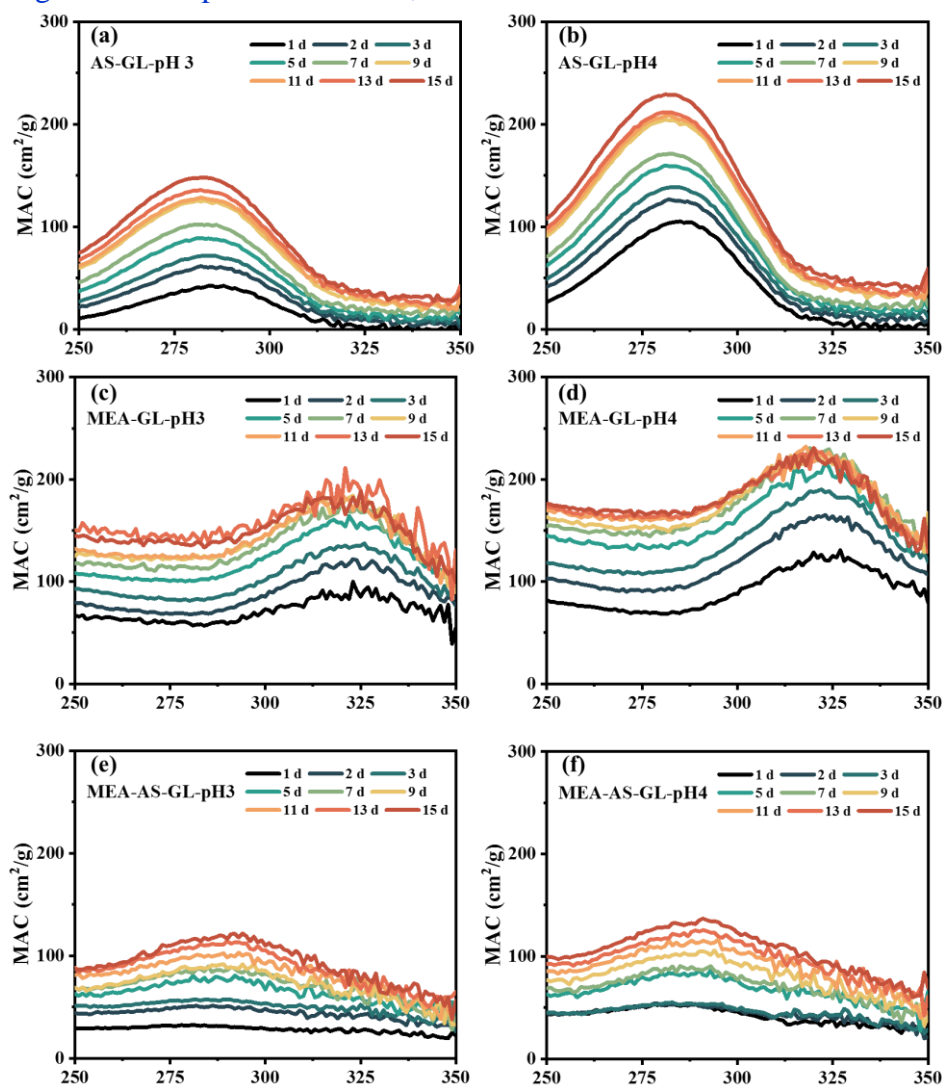 (a)
AS-GL-pH 3
1 d 2 d 3 d
5 d 7 d 9 d
11 d 13 d 15 d
MAC (cm²/g)
300
200
100
0
250 275 300 325 350
(b)
AS-GL-pH4
1 d 2 d 3 d
5 d 7 d 9 d
11 d 13 d 15 d
MAC (cm²/g)
300
200
100
0
250 275 300 325 350
(c)
MEA-GL-pH3
1 d 2 d 3 d
5 d 7 d 9 d
11 d 13 d 15 d
MAC (cm²/g)
300
200
100
0
250 275 300 325 350
(d)
MEA-GL-pH4
1 d 2 d 3 d
5 d 7 d 9 d
11 d 13 d 15 d
MAC (cm²/g)
300
200
100
0
250 275 300 325 350
(e)
MEA-AS-GL-pH3
1 d 2 d 3 d
5 d 7 d 9 d
11 d 13 d 15 d
MAC (cm²/g)
300
200
100
0
250 275 300 325 350
(f)
MEA-AS-GL-pH4
1 d 2 d 3 d
5 d 7 d 9 d
11 d 13 d 15 d
MAC (cm²/g)
300
200
100
0
250 275 300 325 350